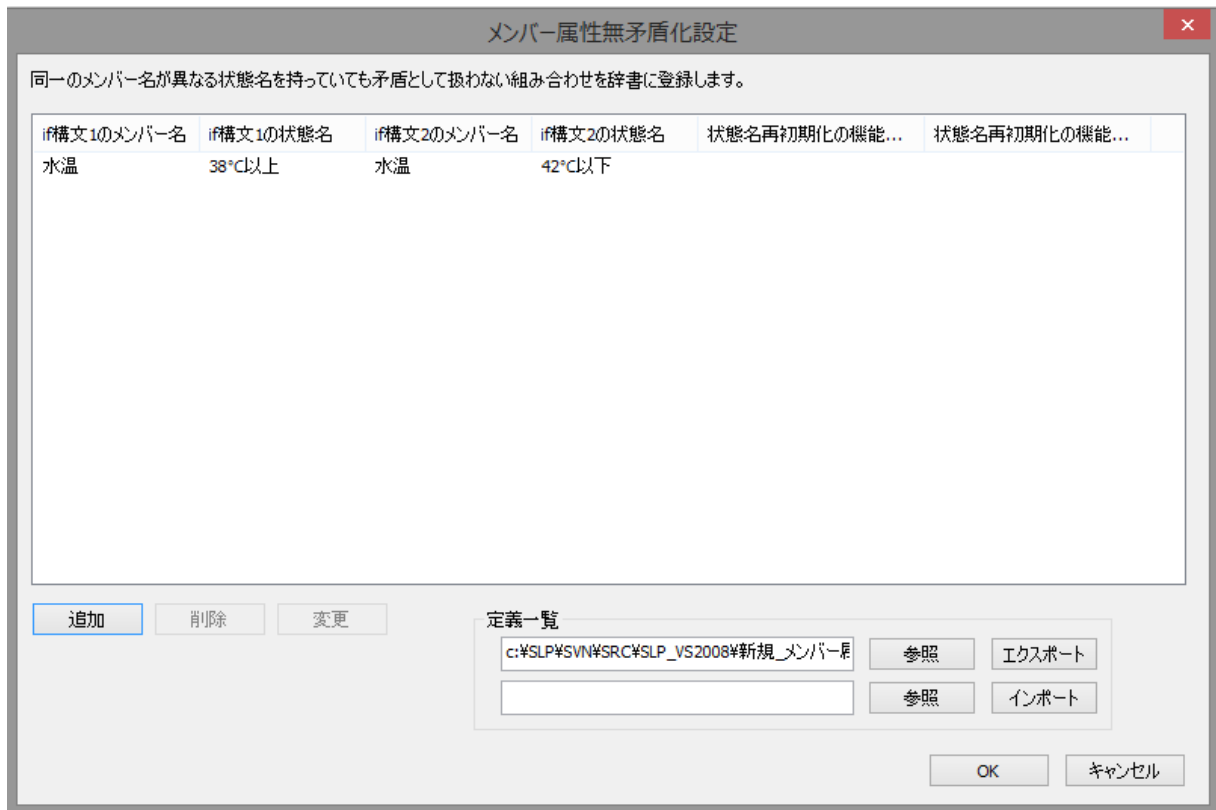 メンバー属性無矛盾化設定
同一のメンバー名が異なる状態名を持っていても矛盾として扱わない組み合わせを辞書に登録します。
if構文1のメンバー名 if構文1の状態名 if構文2のメンバー名 if構文2の状態名 状態名再初期化の機能... 状態名再初期化の機能...
水温 38℃以上 水温 42℃以下
追加 削除 変更
定義一覧
c:¥SLP¥SVN¥SRC¥SLP_VS2008¥新規_メンバー 参照 エクスポート
参照 インポート
OK キャンセル